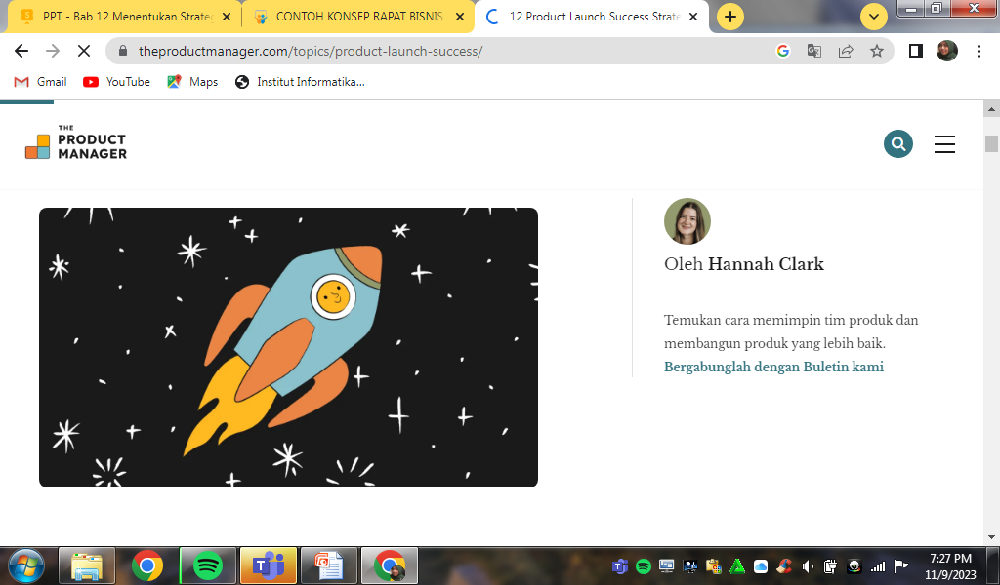 PPT - Bab 12 Menentukan Strateg
CONTOH KONSEP RAPAT BISNIS
12 Product Launch Success Strate
theproductmanager.com/topics/product-launch-success/
Gmail
YouTube
Maps
Institut Informatika...
THE
PRODUCT
MANAGER
Oleh Hannah Clark
Temukan cara memimpin tim produk dan
membangun produk yang lebih baik.
Bergabunglah dengan Buletin kami
7:27 PM
11/9/2023